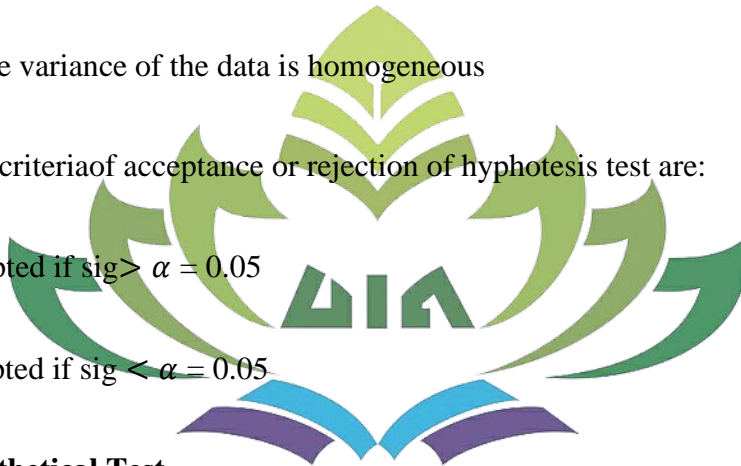 e variance of the data is homogeneous
criteriaof acceptance or rejection of hyphotesis test are:
pted if sig> 𝛼 = 0.05
UIN
pted if sig < 𝛼 = 0.05
thetical Test